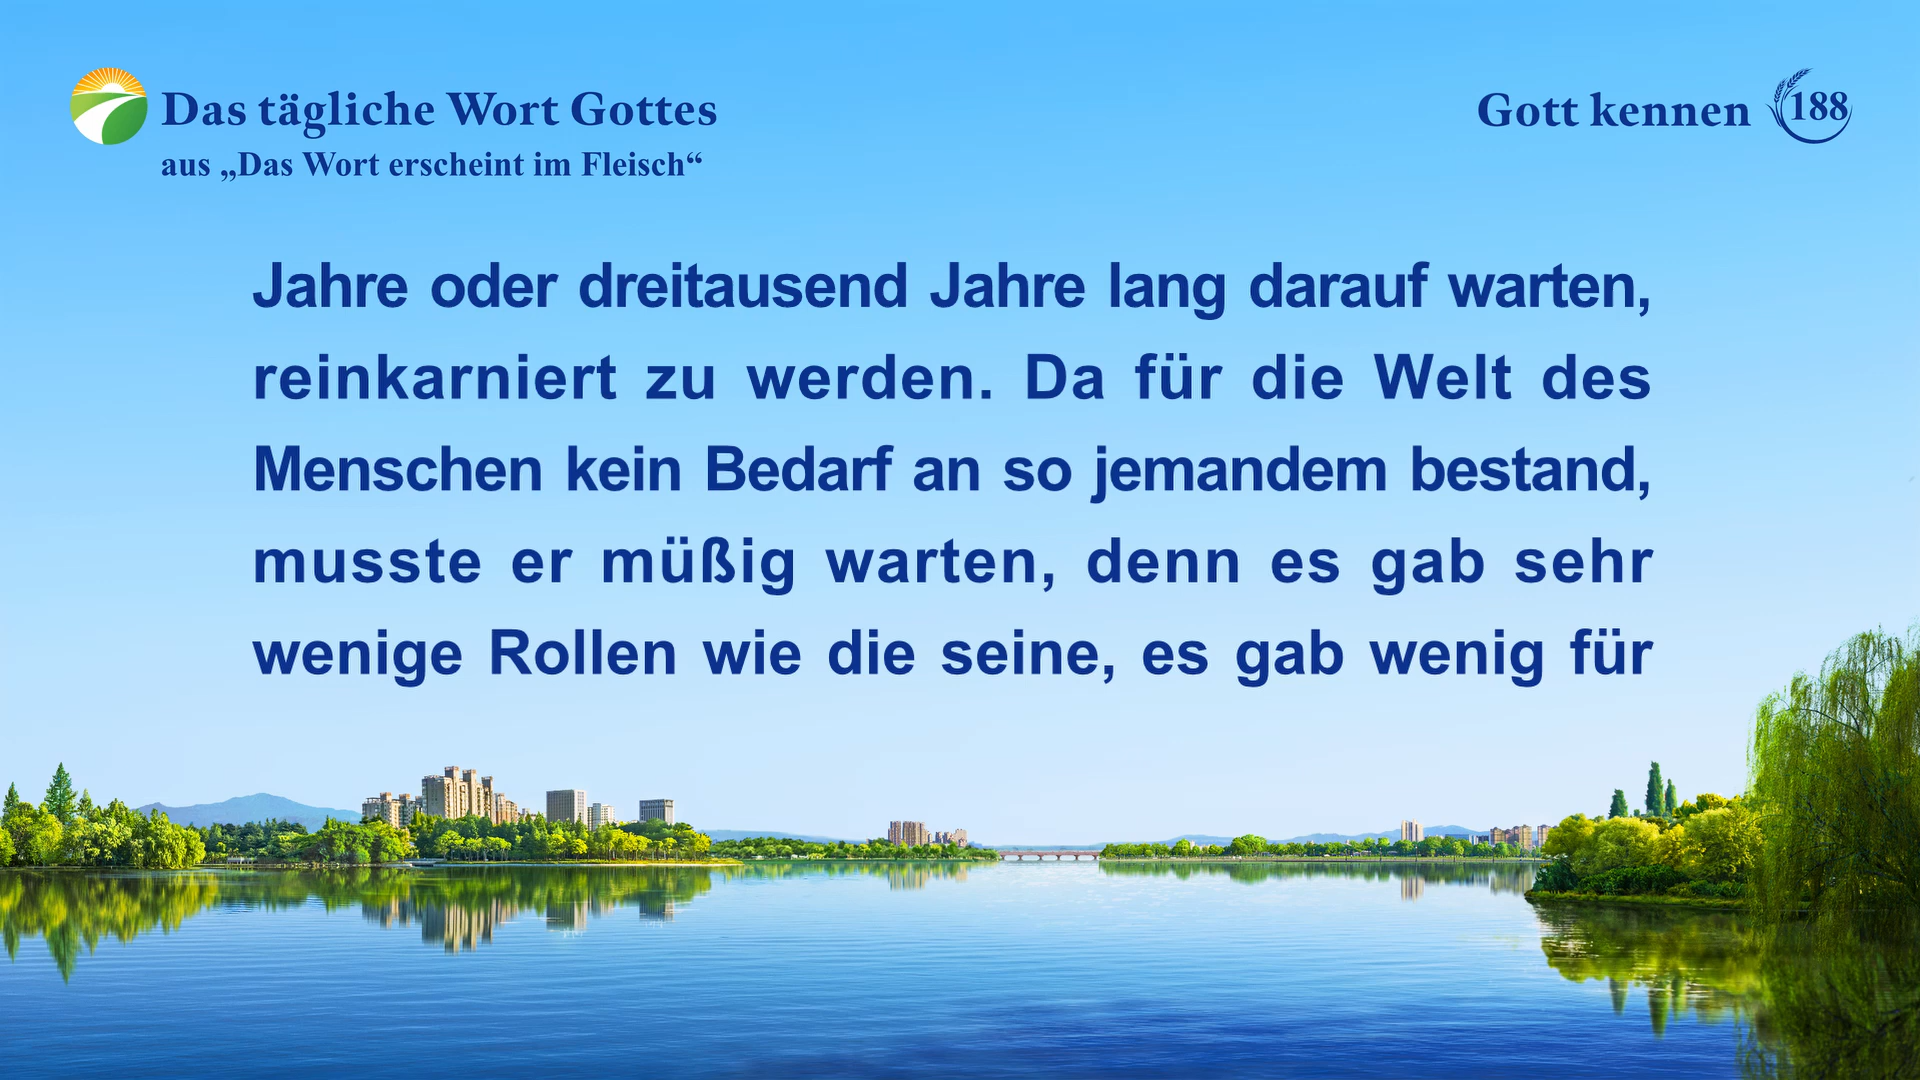 Das tägliche Wort Gottes
aus „Das Wort erscheint im Fleisch“
Gott kennen 188
Jahre oder dreitausend Jahre lang darauf warten,
reinkarniert zu werden. Da für die Welt des
Menschen kein Bedarf an so jemandem bestand,
musste er müßig warten, denn es gab sehr
wenige Rollen wie die seine, es gab wenig für